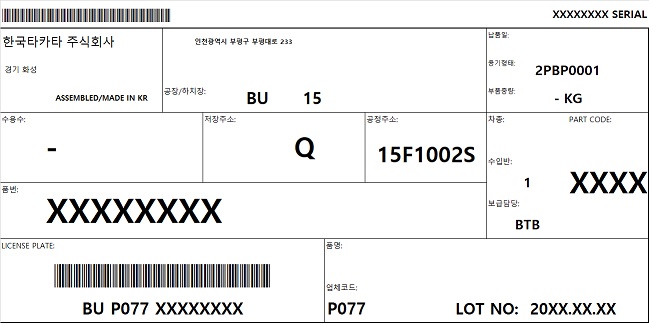 XXXXXXXX SERIAL
한국타카타 주식회사
경기 화성
ASSEMBLED/MADE IN KR
인천광역시 부평구 부평대로 233
공장/하치장:
BU 15
납품일:
용기형태:
2PBP0001
부품중량:
- KG
수용수:
-
저장주소:
Q
공정주소:
15F1002S
차종:
PART CODE:
수입반:
1
XXXX
보급담당:
BTB
품번:
XXXXXXXX
LICENSE PLATE:
BU P077 XXXXXXXX
품명:
업체코드:
P077
LOT NO: 20XX.XX.XX